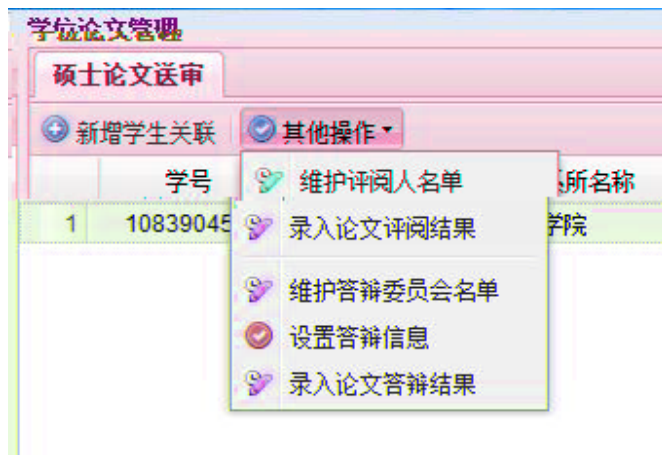 学位论文管理
硕士论文送审
新增学生关联 其他操作
学号 系所名称
1 10839045 学院
维护评阅人名单
录入论文评阅结果
维护答辩委员会名单
设置答辩信息
录入论文答辩结果